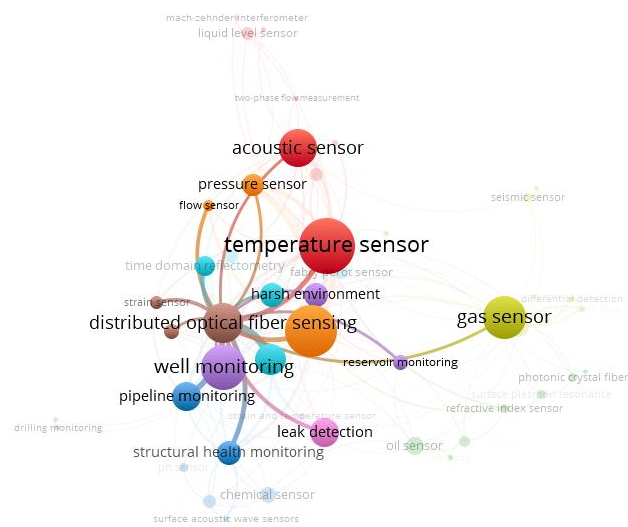 mach-zehnder interferometer
liquid level sensor
two-phase flow measurement
acoustic sensor
pressure sensor
seismic sensor
flow sensor
temperature sensor
time domain reflectometry
fabry perot sensor
harsh environment
strain sensor
differential detection
distributed optical fiber sensing
gas sensor
well monitoring
reservoir monitoring
photonic crystal fiber
pipeline monitoring
surface plasmon resonance
refractive index sensor
strain and temperature sensor
drilling monitoring
leak detection
oil sensor
structural health monitoring
ph sensor
chemical sensor
surface acoustic wave sensors